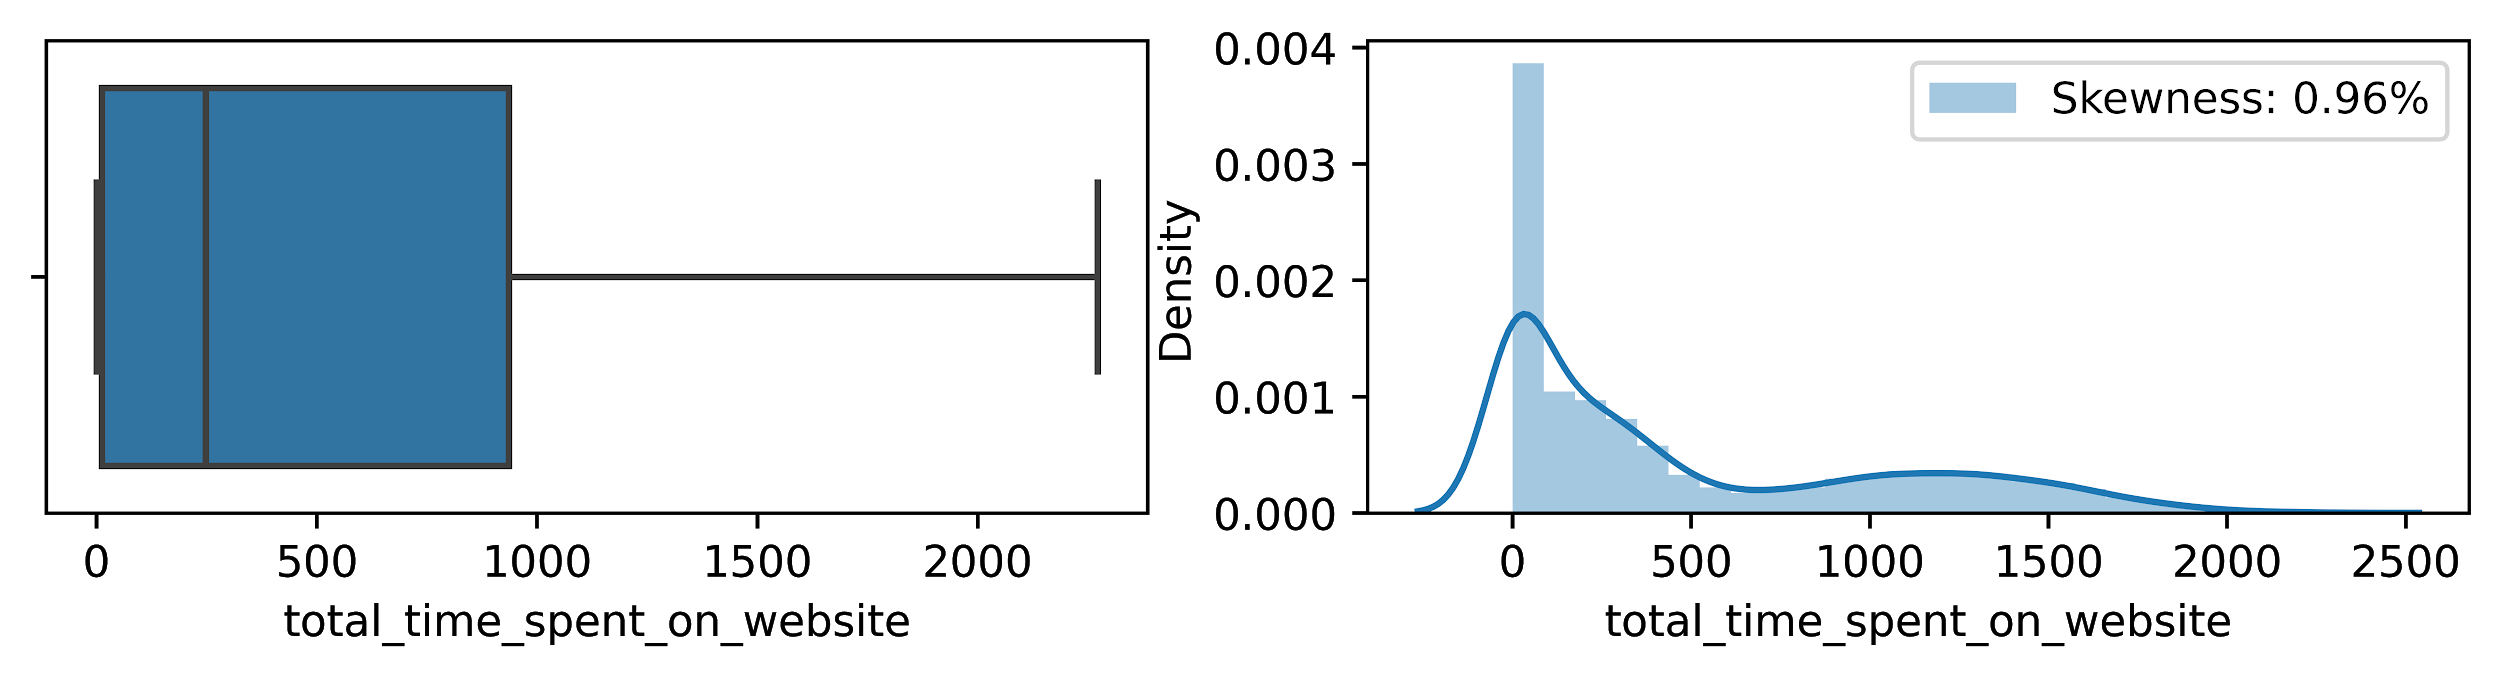 0 500 1000 1500 2000
total_time_spent_on_website
Density
0.004
0.003
0.002
0.001
0.000
Skewness: 0.96%
0 500 1000 1500 2000 2500
total_time_spent_on_website